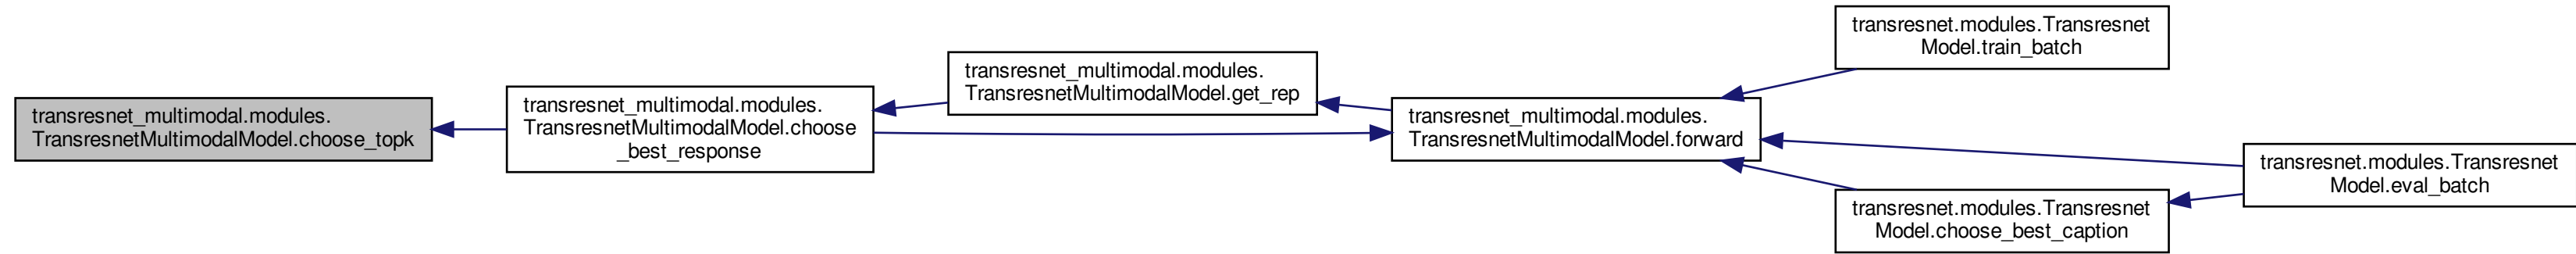 transresnet_multimodal.modules.
TransresnetMultimodalModel.choose_topk
transresnet_multimodal.modules.
TransresnetMultimodalModel.choose
_best_response
transresnet_multimodal.modules.
TransresnetMultimodalModel.get_rep
transresnet_multimodal.modules.
TransresnetMultimodalModel.forward
transresnet.modules.Transresnet
Model.train_batch
transresnet.modules.Transresnet
Model.choose_best_caption
transresnet.modules.Transresnet
Model.eval_batch